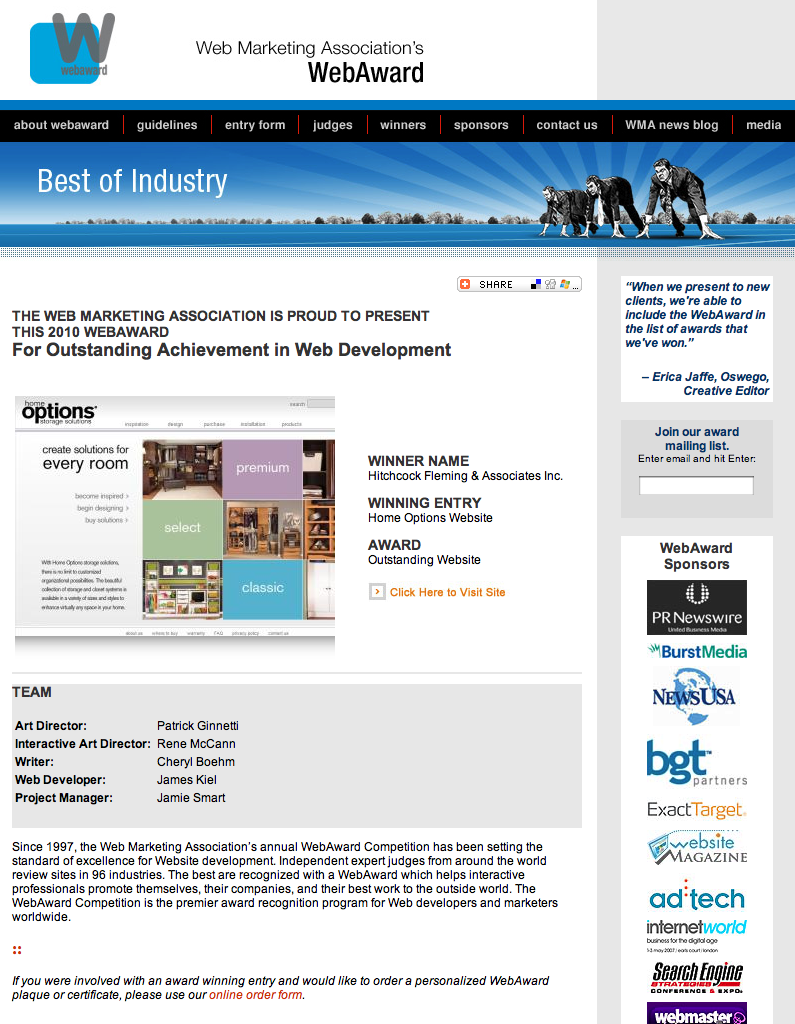 W
webaward
Web Marketing Association's
WebAward
about webaward guidelines entry form judges winners sponsors contact us WMA news blog media
Best of Industry
SHARE ...
THE WEB MARKETING ASSOCIATION IS PROUD TO PRESENT
THIS 2010 WEBAWARD
For Outstanding Achievement in Web Development
home
options
storage solutions
search
inspiration design purchase installation products
create solutions for
every room
become inspired >
begin designing >
buy solutions >
premium
select
classic
With Home Options storage solutions,
there is no limit to customized
organizational possibilities. The beautiful
collection of storage and closet systems is
available in a variety of sizes and styles to
enhance virtually any space in your home.
about us where to buy warranty FAQ privacy policy contact us
WINNER NAME
Hitchcock Fleming & Associates Inc.
WINNING ENTRY
Home Options Website
AWARD
Outstanding Website
Click Here to Visit Site
TEAM
Art Director: Patrick Ginnetti
Interactive Art Director: Rene McCann
Writer: Cheryl Boehm
Web Developer: James Kiel
Project Manager: Jamie Smart
Since 1997, the Web Marketing Association's annual WebAward Competition has been setting the
standard of excellence for Website development. Independent expert judges from around the world
review sites in 96 industries. The best are recognized with a WebAward which helps interactive
professionals promote themselves, their companies, and their best work to the outside world. The
WebAward Competition is the premier award recognition program for Web developers and marketers
worldwide.
If you were involved with an award winning entry and would like to order a personalized WebAward
plaque or certificate, please use our online order form.
“When we present to new
clients, we're able to
include the WebAward in
the list of awards that
we've won.”
– Erica Jaffe, Oswego,
Creative Editor
Join our award
mailing list.
Enter email and hit Enter:
WebAward
Sponsors
PR Newswire
United Business Media
BurstMedia
NewsUSA
bgt™
partners
ExactTarget.
website
MAGAZINE
ad:tech
internetworld
business for the digital age
1-3 may 2007 / earls court / london
Search Engine
STRATEGIES
CONFERENCE & EXPO
webmaster